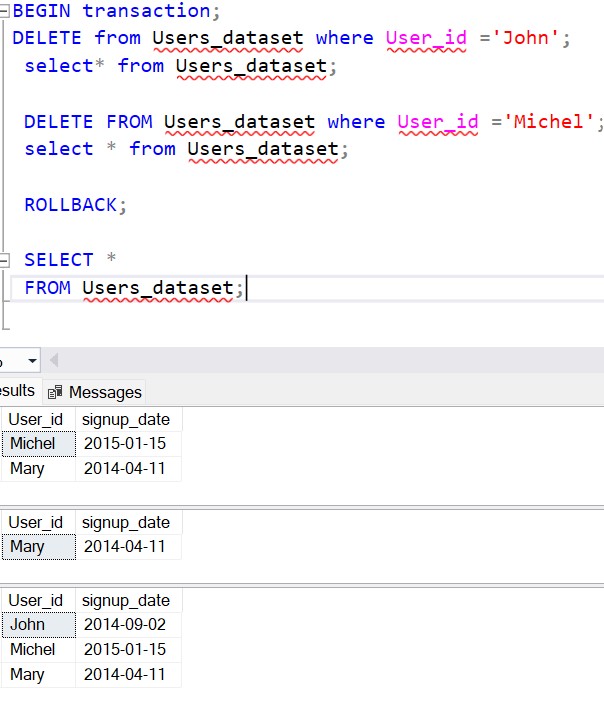 BEGIN transaction;
DELETE from Users_dataset where User_id ='John';
select* from Users_dataset;
DELETE FROM Users_dataset where User_id ='Michel';
select * from Users_dataset;
ROLLBACK;
SELECT *
FROM Users_dataset;
esults Messages
User_id signup_date
Michel 2015-01-15
Mary 2014-04-11
User_id signup_date
Mary 2014-04-11
User_id signup_date
John 2014-09-02
Michel 2015-01-15
Mary 2014-04-11